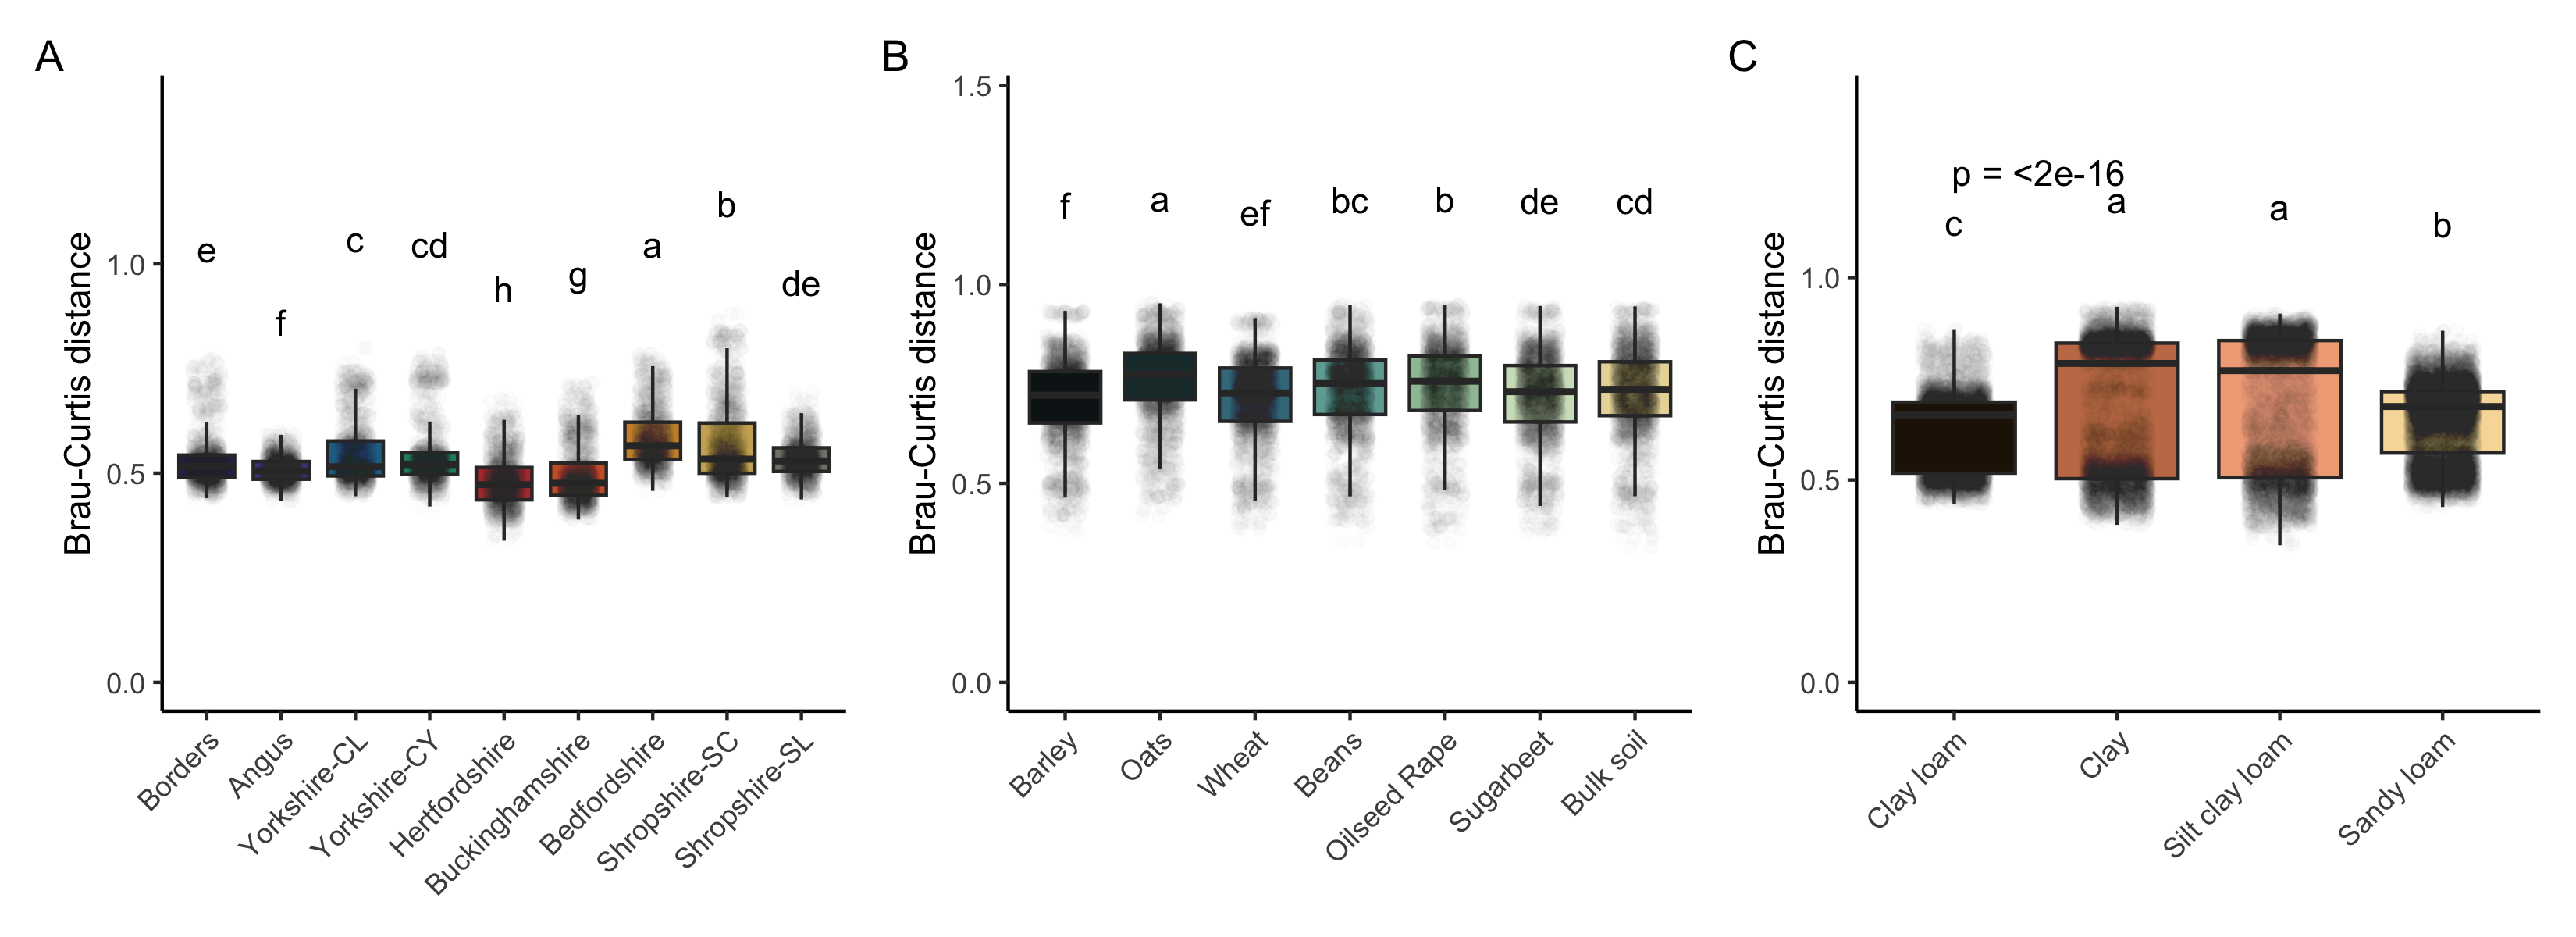 A
Brau-Curtis distance
1.0
0.5
0.0
e
f
c
cd
h
g
a
b
de
Borders
Angus
Yorkshire-CL
Yorkshire-CY
Hertfordshire
Buckinghamshire
Bedfordshire
Shropshire-SC
Shropshire-SL
B
Brau-Curtis distance
1.5
1.0
0.5
0.0
f
a
ef
bc
b
de
cd
Barley
Oats
Wheat
Beans
Oilseed Rape
Sugarbeet
Bulk soil
C
Brau-Curtis distance
1.0
0.5
0.0
p = <2e-16
c
a
a
b
Clay loam
Clay
Silt clay loam
Sandy loam